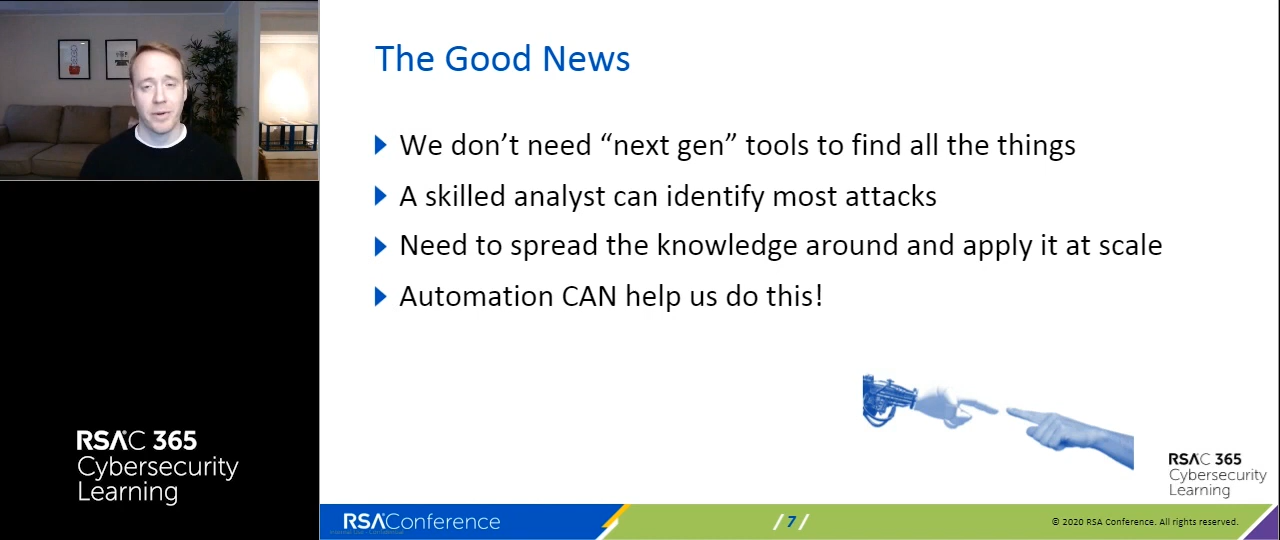 The Good News
We don’t need “next gen” tools to find all the things
A skilled analyst can identify most attacks
Need to spread the knowledge around and apply it at scale
Automation CAN help us do this!
RSAC 365
Cybersecurity
Learning
RSAC 365
Cybersecurity
Learning
RSAConference
/ 7 /
© 2020 RSA Conference. All rights reserved.